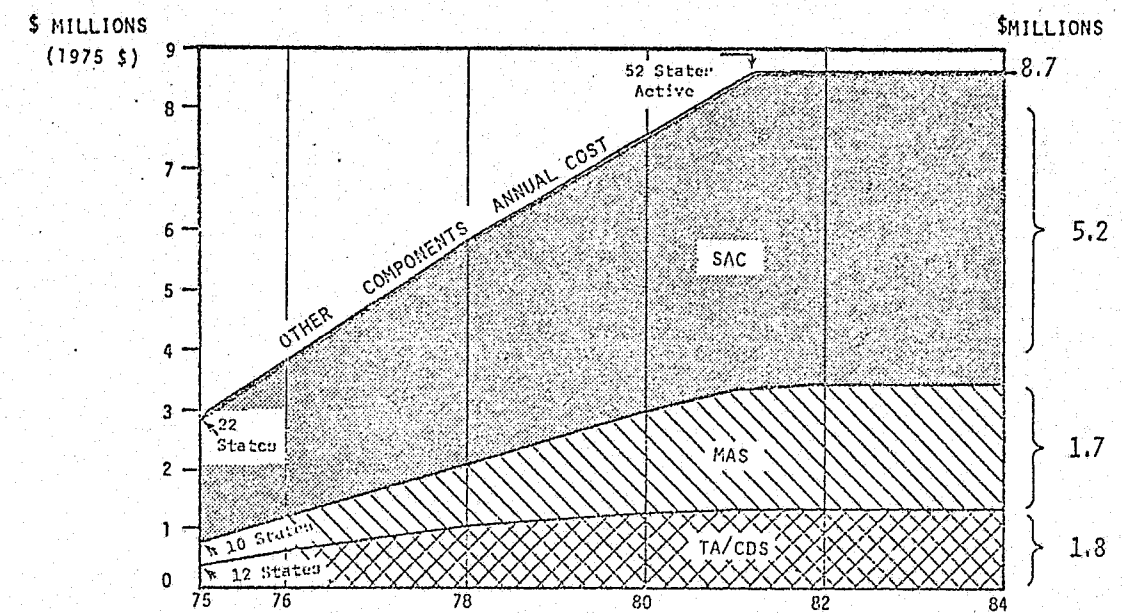 $ MILLIONS
(1975 $)
$MILLIONS
9
8
7
6
5
4
3
2
1
0
52 States
Active
8.7
OTHER COMPONENTS ANNUAL COST
SAC
5.2
22
States
MAS
1.7
10 States
TA/CDS
1.8
12 States
75 76 78 80 82 84